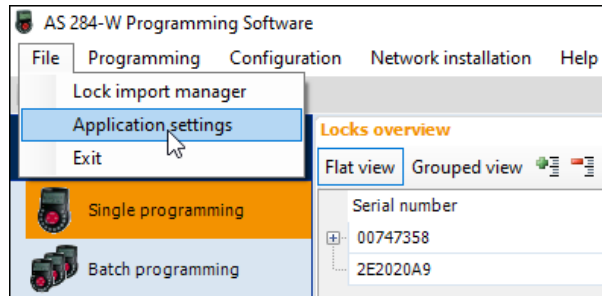 AS 284-W Programming Software
File Programming Configuration Network installation Help
Lock import manager
Application settings
Exit
Locks overview
Flat view Grouped view
Single programming
Serial number
00747358
Batch programming
2E2020A9